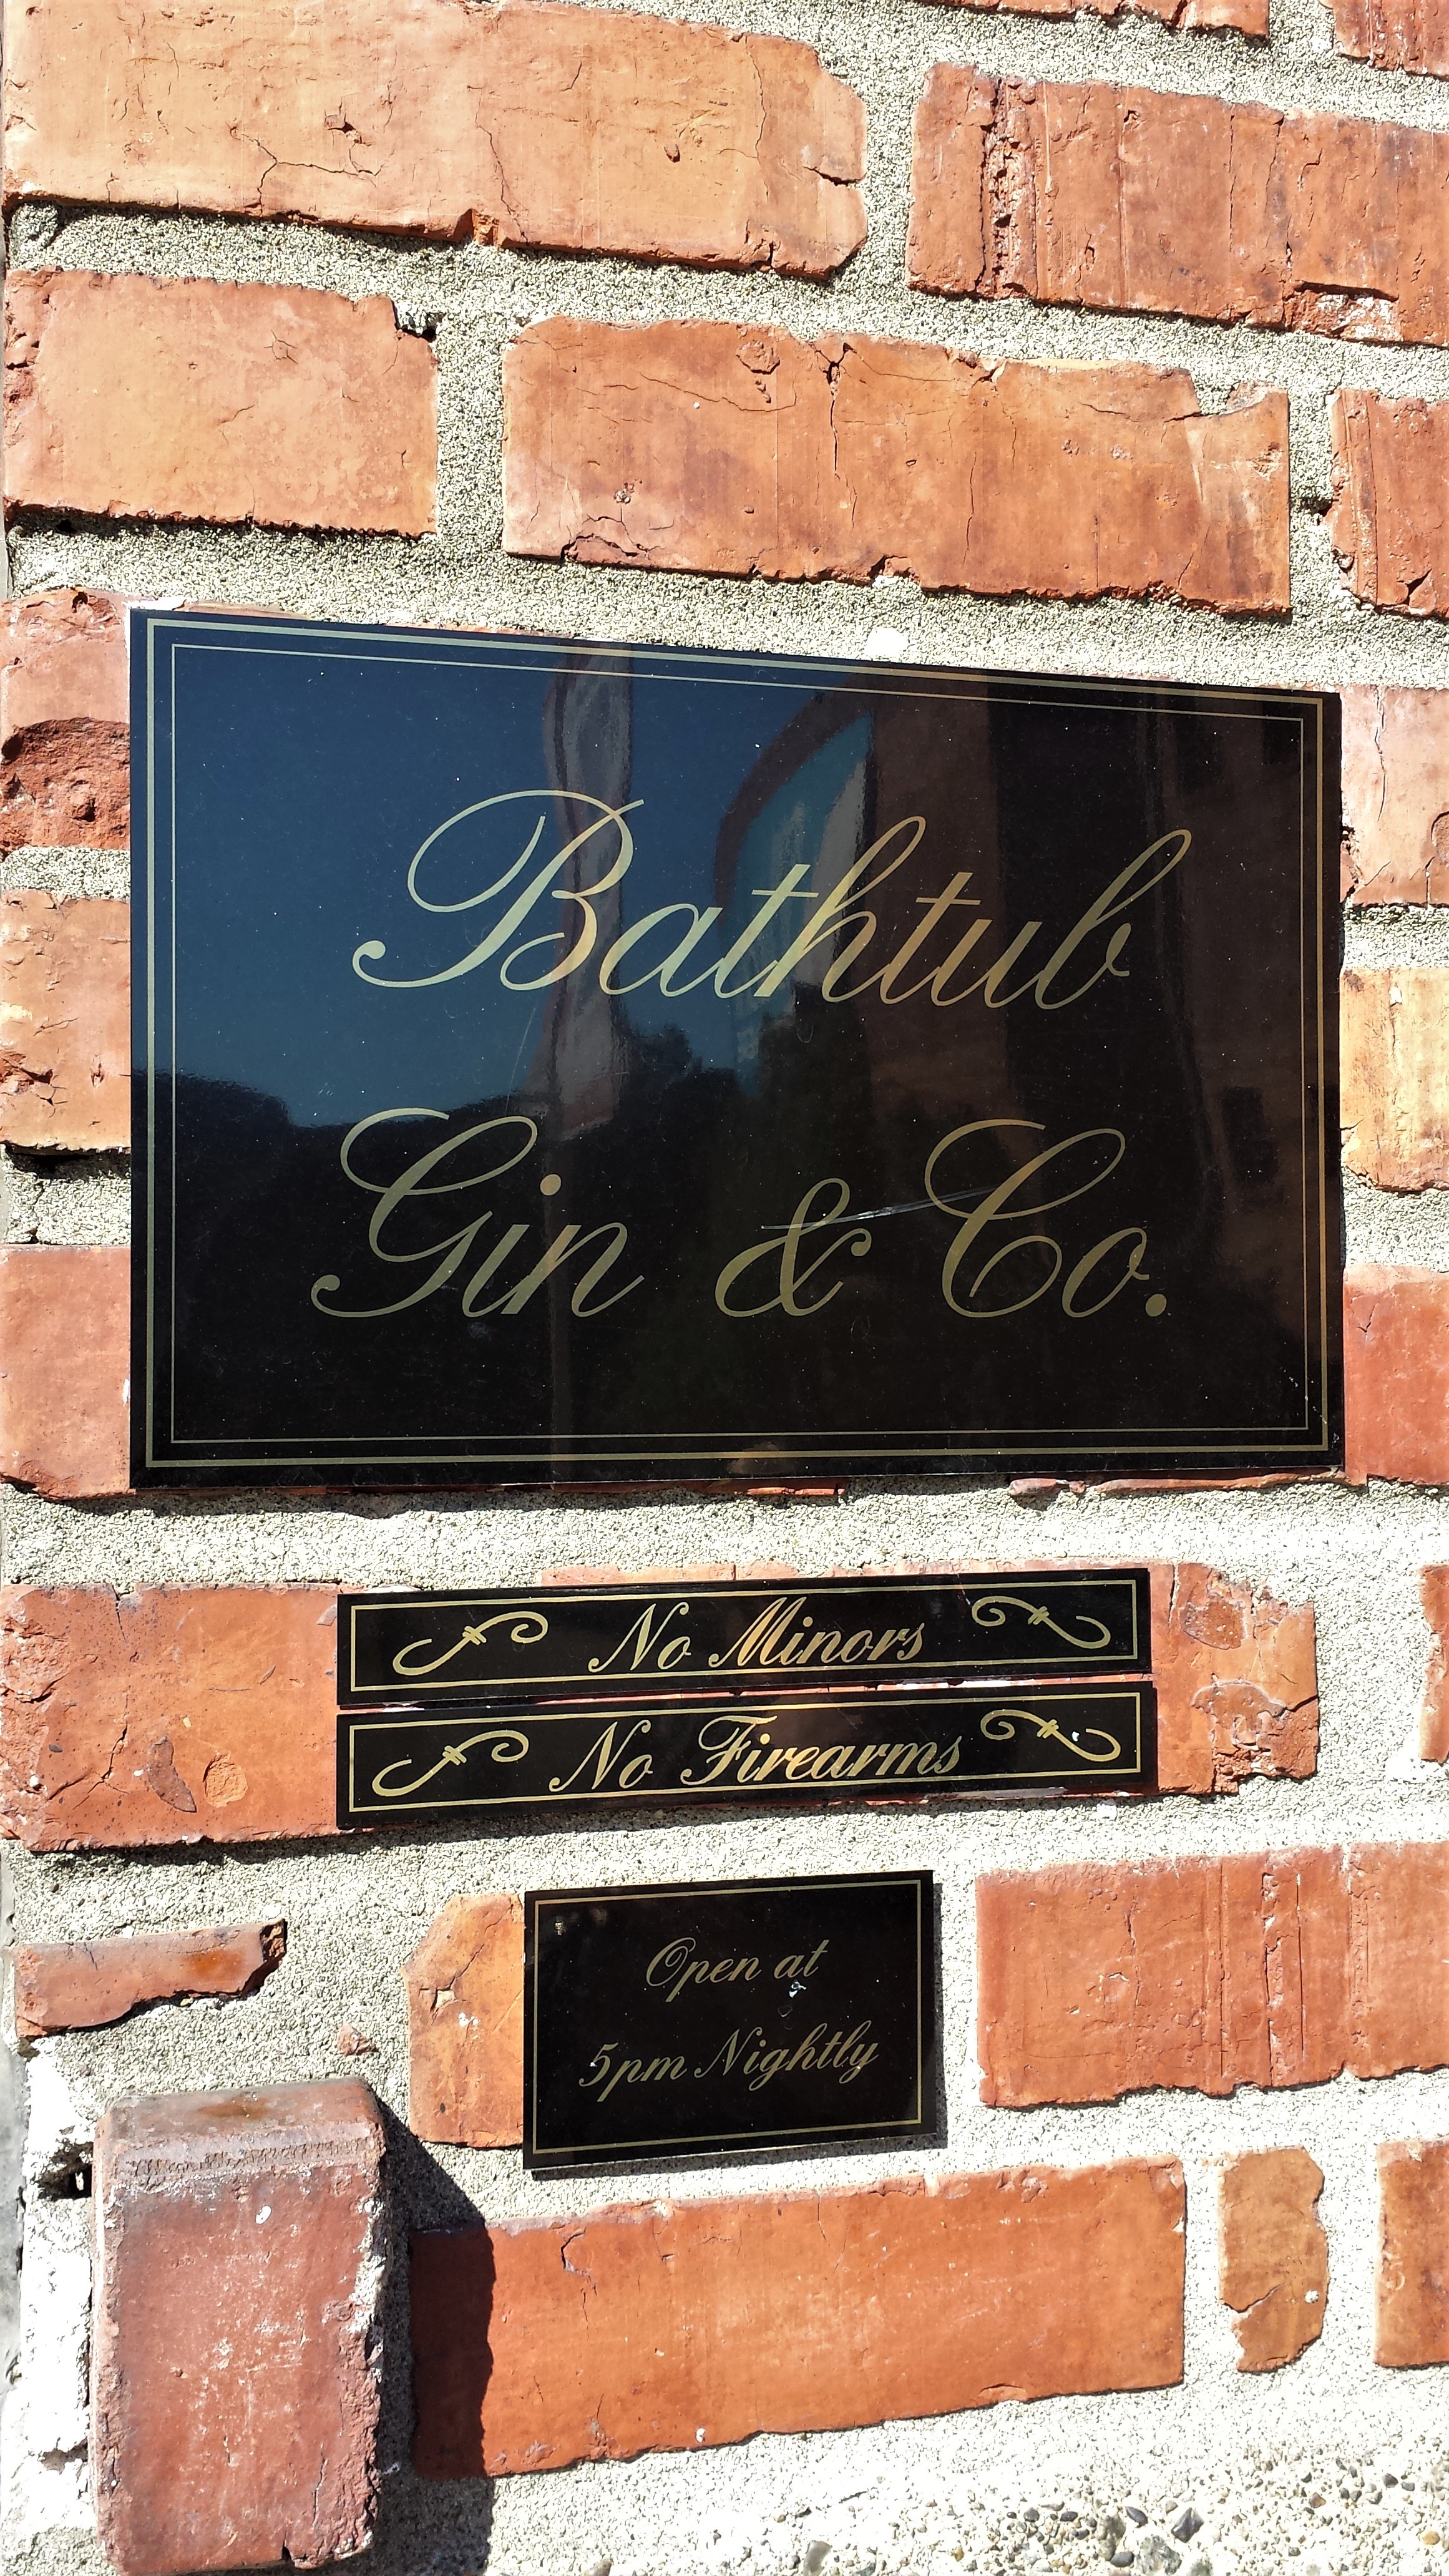 Bathtub
Gin & Co.
No Minors
No Firearms
Open at
5pm Nightly